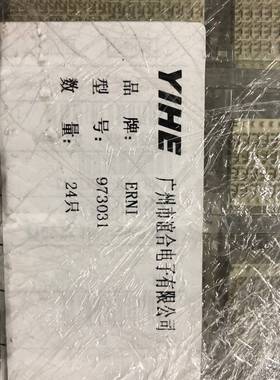 YIHE 广州市谊合电子有限公司
品 牌: ERNI
型 号: 973031
数 量: 24只